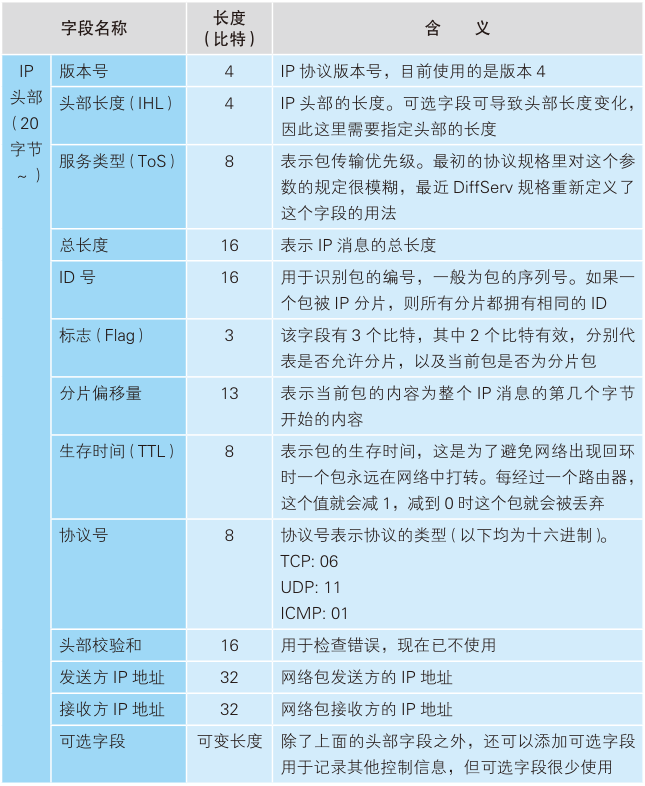 字段名称 长度 含 义
(比特)
IP 版本号 4 IP 协议版本号，目前使用的是版本 4
头部 头部长度 (IHL) 4 IP 头部的长度。可选字段可导致头部长度变化，
(20 因此这里需要指定头部的长度
字节 服务类型 (ToS) 8 表示包传输优先级。最初的协议规格里对这个参
~ ) 数的规定很模糊，最近 DiffServ 规格重新定义了
这个字段的用法
总长度 16 表示 IP 消息的总长度
ID 号 16 用于识别包的编号，一般为包的序列号。如果一
个包被 IP 分片，则所有分片都拥有相同的 ID
标志 (Flag) 3 该字段有 3 个比特，其中 2 个比特有效，分别代
表是否允许分片，以及当前包是否为分片包
分片偏移量 13 表示当前包的内容为整个 IP 消息的第几个字节
开始的内容
生存时间 (TTL) 8 表示包的生存时间，这是为了避免网络出现回环
时一个包永远在网络中打转。每经过一个路由器，
这个值就会减 1，减到 0 时这个包就会被丢弃
协议号 8 协议号表示协议的类型 (以下均为十六进制)。
TCP: 06
UDP: 11
ICMP: 01
头部校验和 16 用于检查错误，现在已不使用
发送方 IP 地址 32 网络包发送方的 IP 地址
接收方 IP 地址 32 网络包接收方的 IP 地址
可选字段 可变长度 除了上面的头部字段之外，还可以添加可选字段
用于记录其他控制信息，但可选字段很少使用